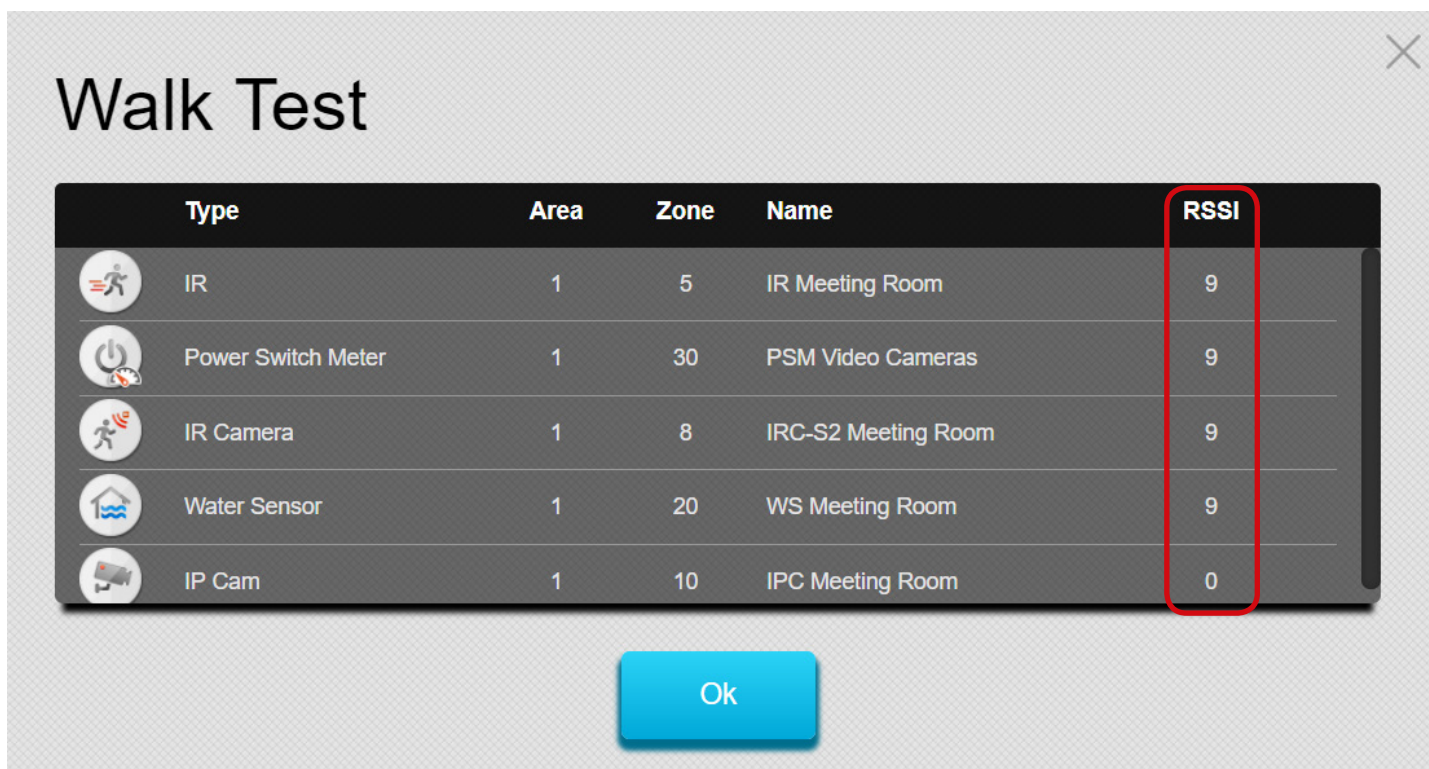 Walk Test
Type Area Zone Name RSSI
IR 1 5 IR Meeting Room 9
Power Switch Meter 1 30 PSM Video Cameras 9
IR Camera 1 8 IRC-S2 Meeting Room 9
Water Sensor 1 20 WS Meeting Room 9
IP Cam 1 10 IPC Meeting Room 0
Ok